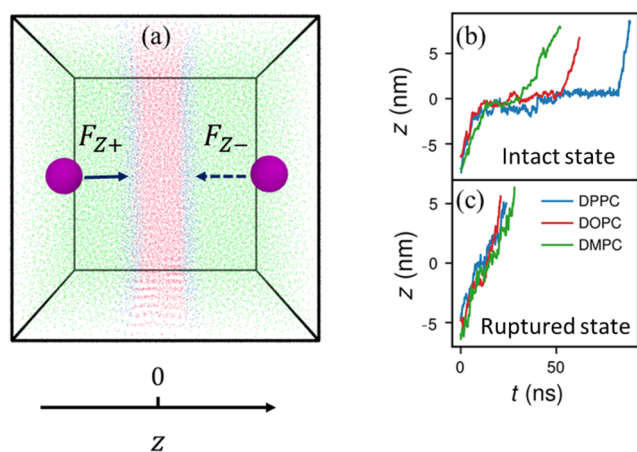 (a)
F_{Z+}
F_{Z-}
0
z
(b)
z (nm)
5
0
-5
Intact state
(c)
z (nm)
5
0
-5
DPPC
DOPC
DMPC
Ruptured state
0
50
t (ns)